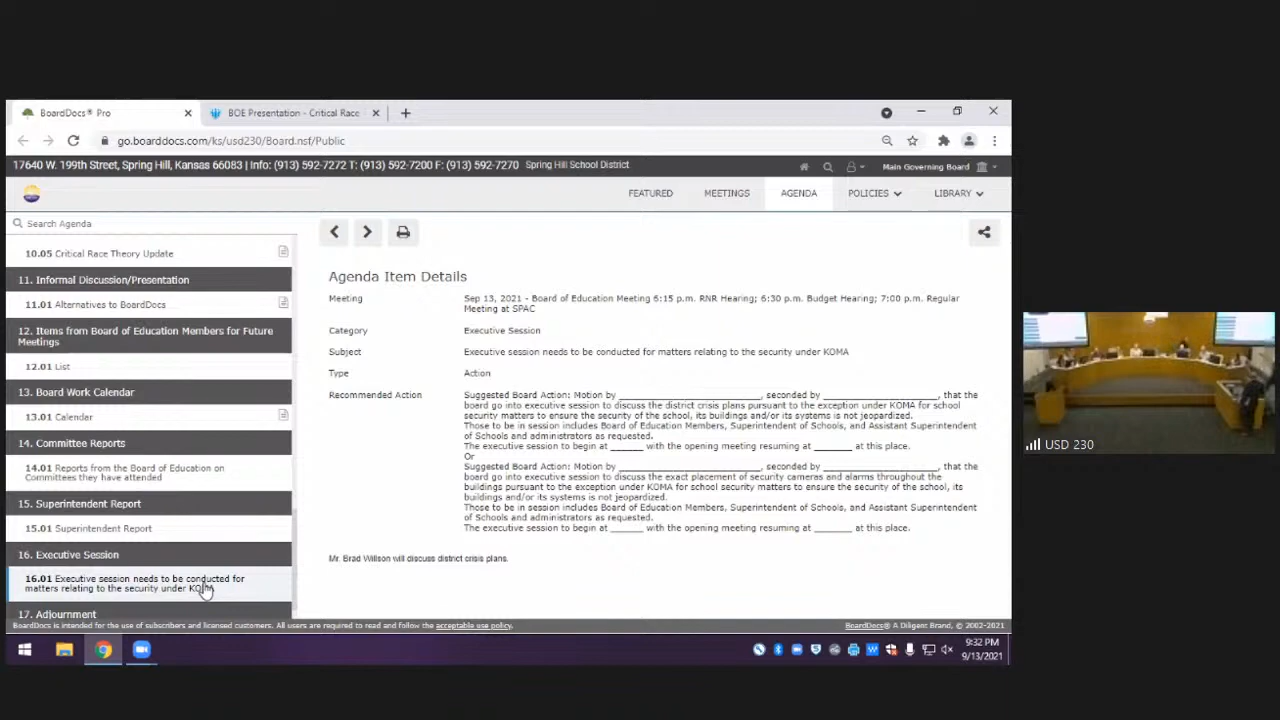 BoardDocs® Pro
BOE Presentation - Critical Race
go.boarddocs.com/ks/usd230/Board.nsf/Public
17640 W. 199th Street, Spring Hill, Kansas 66083 | Info: (913) 592-7272 T: (913) 592-7200 F: (913) 592-7270 Spring Hill School District
Main Governing Board
FEATURED MEETINGS AGENDA POLICIES LIBRARY
Search Agenda
10.05 Critical Race Theory Update
11. Informal Discussion/Presentation
11.01 Alternatives to BoardDocs
12. Items from Board of Education Members for Future
Meetings
12.01 List
13. Board Work Calendar
13.01 Calendar
14. Committee Reports
14.01 Reports from the Board of Education on
Committees they have attended
15. Superintendent Report
15.01 Superintendent Report
16. Executive Session
16.01 Executive session needs to be conducted for
matters relating to the security under KOMA
17. Adjournment
Agenda Item Details
Meeting Sep 13, 2021 - Board of Education Meeting 6:15 p.m. RNR Hearing; 6:30 p.m. Budget Hearing; 7:00 p.m. Regular
Meeting at SPAC
Category Executive Session
Subject Executive session needs to be conducted for matters relating to the security under KOMA
Type Action
Recommended Action Suggested Board Action: Motion by ____________________, seconded by ________________, that the
board go into executive session to discuss the district crisis plans pursuant to the exception under KOMA for school
security matters to ensure the security of the school, its buildings and/or its systems is not jeopardized.
Those to be in session includes Board of Education Members, Superintendent of Schools, and Assistant Superintendent
of Schools and administrators as requested.
The executive session to begin at ______ with the opening meeting resuming at _______ at this place.
Or
Suggested Board Action: Motion by ____________________, seconded by ________________, that the
board go into executive session to discuss the exact placement of security cameras and alarms throughout the
buildings pursuant to the exception under KOMA for school security matters to ensure the security of the school, its
buildings and/or its systems is not jeopardized.
Those to be in session includes Board of Education Members, Superintendent of Schools, and Assistant Superintendent
of Schools and administrators as requested.
The executive session to begin at ______ with the opening meeting resuming at _______ at this place.
Mr. Brad Willson will discuss district crisis plans.
BoardDocs is intended for the use of subscribers and licensed customers. All users are required to read and follow the acceptable use policy.
BoardDocs® A Diligent Brand, © 2002-2021
9:32 PM
9/13/2021
USD 230